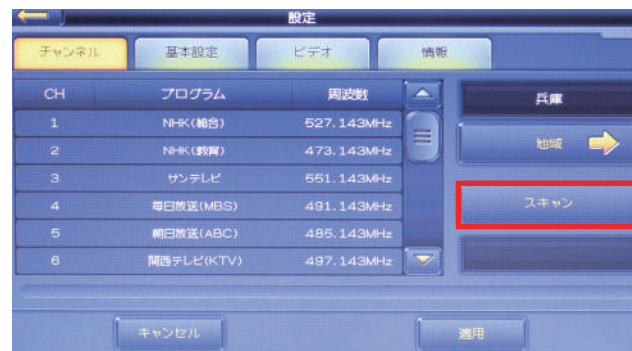 設定
チャンネル 基本設定 ビデオ 情報
CH プログラム 周波数
兵庫
1 NHK(総合) 527.143MHz
2 NHK(教育) 473.143MHz
地域
3 サンテレビ 551.143MHz
4 毎日放送(MBS) 491.143MHz
スキャン
5 朝日放送(ABC) 485.143MHz
6 関西テレビ(KTV) 497.143MHz
キャンセル 適用